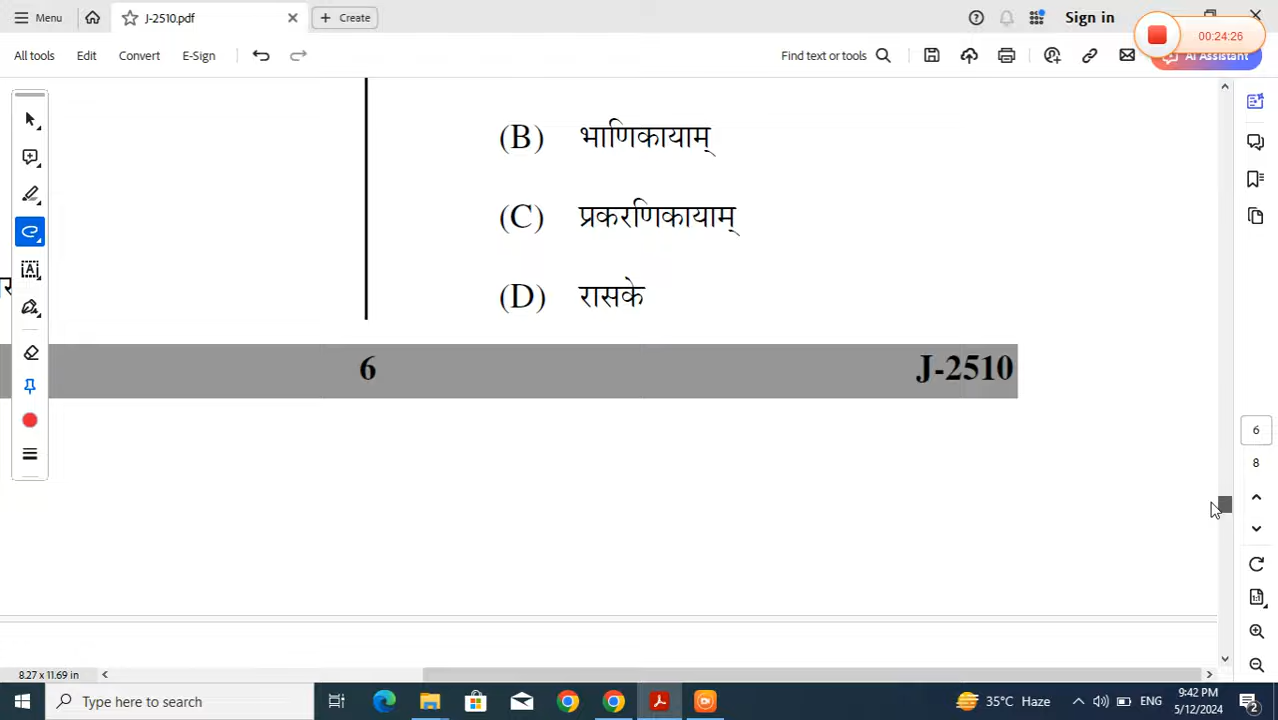 Menu
J-2510.pdf
Create
Sign in
00:24:26
All tools
Edit
Convert
E-Sign
Find text or tools
AI Assistant
(B) भाणिकायाम्
(C) प्रकरणिकायाम्
(D) रासके
6
J-2510
6
8
8.27 x 11.69 in
Type here to search
35°C Haze
ENG
9:42 PM
5/12/2024
2